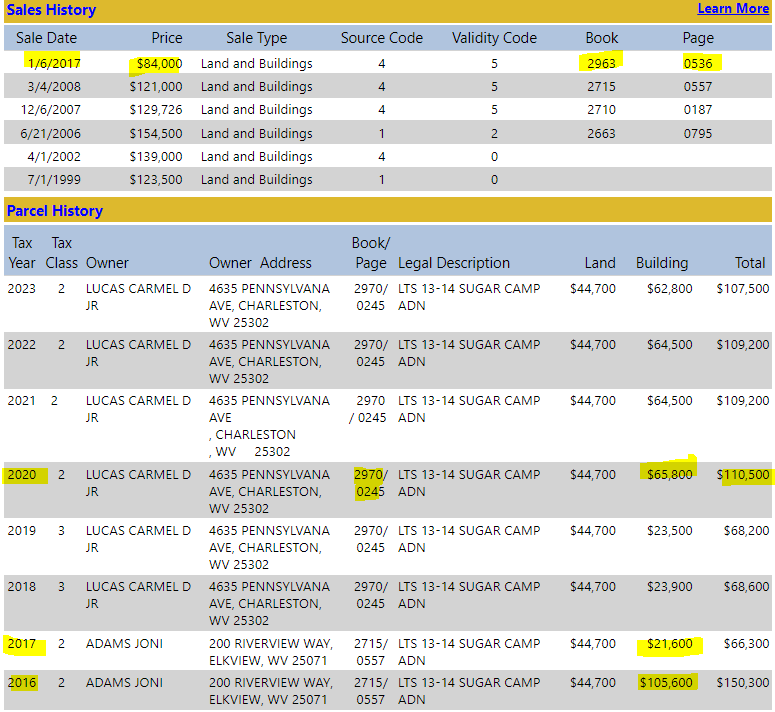 Sales History Learn More
Sale Date Price Sale Type Source Code Validity Code Book Page
1/6/2017 $84,000 Land and Buildings 4 5 2963 0536
3/4/2008 $121,000 Land and Buildings 4 5 2715 0557
12/6/2007 $129,726 Land and Buildings 4 5 2710 0187
6/21/2006 $154,500 Land and Buildings 1 2 2663 0795
4/1/2002 $139,000 Land and Buildings 4 0
7/1/1999 $123,500 Land and Buildings 1 0
Parcel History
Tax Tax Book/
Year Class Owner Owner Address Page Legal Description Land Building Total
2023 2 LUCAS CARMEL D 4635 PENNSYLVANA 2970/ LTS 13-14 SUGAR CAMP $44,700 $62,800 $107,500
JR AVE, CHARLESTON, 0245 ADN
WV 25302
2022 2 LUCAS CARMEL D 4635 PENNSYLVANA 2970/ LTS 13-14 SUGAR CAMP $44,700 $64,500 $109,200
JR AVE, CHARLESTON, 0245 ADN
WV 25302
2021 2 LUCAS CARMEL D 4635 PENNSYLVANA 2970 LTS 13-14 SUGAR CAMP $44,700 $64,500 $109,200
JR AVE / 0245 ADN
, CHARLESTON
, WV 25302
2020 2 LUCAS CARMEL D 4635 PENNSYLVANA 2970/ LTS 13-14 SUGAR CAMP $44,700 $65,800 $110,500
JR AVE, CHARLESTON, 0245 ADN
WV 25302
2019 3 LUCAS CARMEL D 4635 PENNSYLVANA 2970/ LTS 13-14 SUGAR CAMP $44,700 $23,500 $68,200
JR AVE, CHARLESTON, 0245 ADN
WV 25302
2018 3 LUCAS CARMEL D 4635 PENNSYLVANA 2970/ LTS 13-14 SUGAR CAMP $44,700 $23,900 $68,600
JR AVE, CHARLESTON, 0245 ADN
WV 25302
2017 2 ADAMS JONI 200 RIVERVIEW WAY, 2715/ LTS 13-14 SUGAR CAMP $44,700 $21,600 $66,300
ELKVIEW, WV 25071 0557 ADN
2016 2 ADAMS JONI 200 RIVERVIEW WAY, 2715/ LTS 13-14 SUGAR CAMP $44,700 $105,600 $150,300
ELKVIEW, WV 25071 0557 ADN